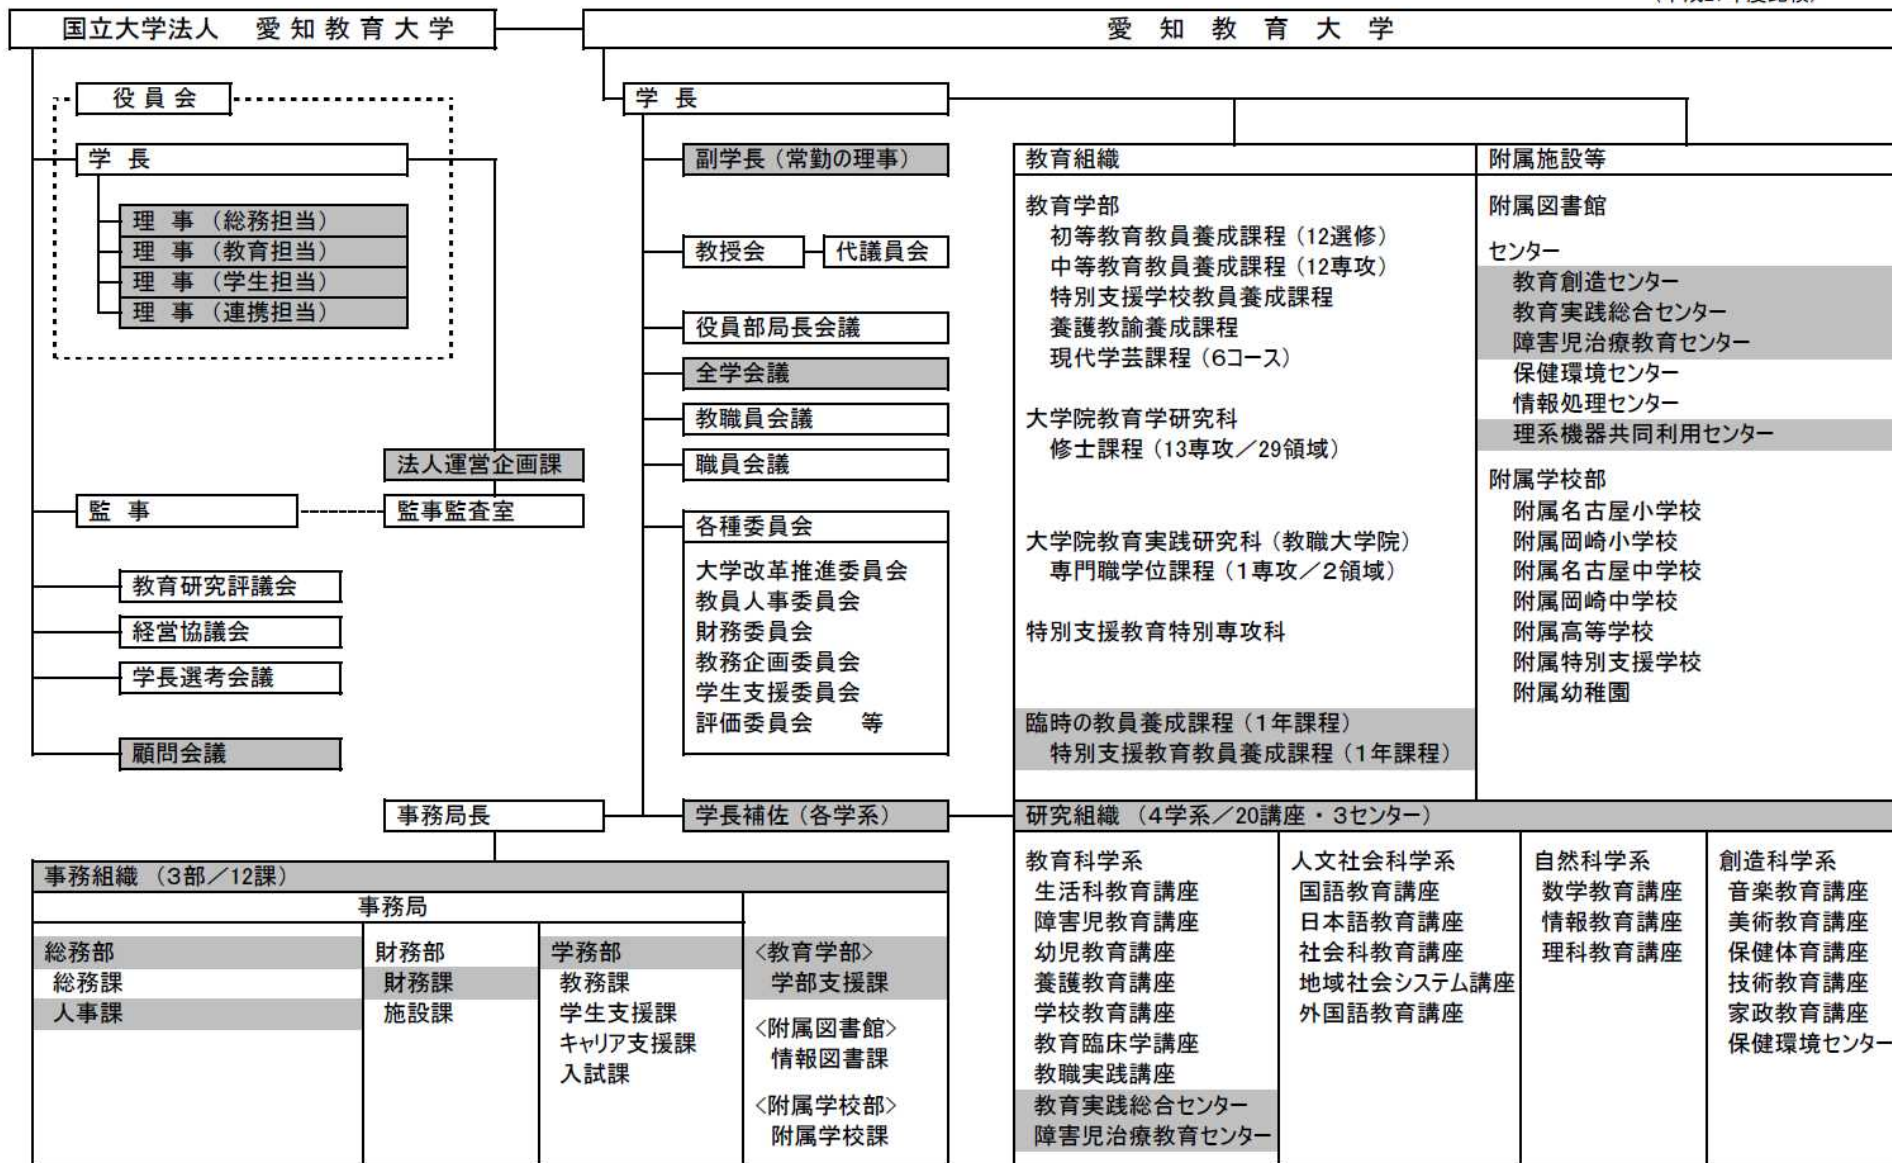 国立大学法人　愛知教育大学
愛知教育大学
役員会
学長
理事（総務担当）
理事（教育担当）
理事（学生担当）
理事（連携担当）
法人運営企画課
監事
監事監査室
教育研究評議会
経営協議会
学長選考会議
顧問会議
学長
副学長（常勤の理事）
教授会
代議員会
役員部局長会議
全学会議
教職員会議
職員会議
各種委員会
大学改革推進委員会
教員人事委員会
財務委員会
教務企画委員会
学生支援委員会
評価委員会　等
教育組織
教育学部
初等教育教員養成課程（12選修）
中等教育教員養成課程（12専攻）
特別支援学校教員養成課程
養護教諭養成課程
現代学芸課程（6コース）
大学院教育学研究科
修士課程（13専攻／29領域）
大学院教育実践研究科（教職大学院）
専門職学位課程（1専攻／2領域）
特別支援教育特別専攻科
臨時の教員養成課程（1年課程）
特別支援教育教員養成課程（1年課程）
附属施設等
附属図書館
センター
教育創造センター
教育実践総合センター
障害児治療教育センター
保健環境センター
情報処理センター
理系機器共同利用センター
附属学校部
附属名古屋小学校
附属岡崎小学校
附属名古屋中学校
附属岡崎中学校
附属高等学校
附属特別支援学校
附属幼稚園
事務局長
学長補佐（各学系）
研究組織（4学系／20講座・3センター）
教育科学系
生活科教育講座
障害児教育講座
幼児教育講座
養護教育講座
学校教育講座
教育臨床学講座
教職実践講座
教育実践総合センター
障害児治療教育センター
人文社会科学系
国語教育講座
日本語教育講座
社会科教育講座
地域社会システム講座
外国語教育講座
自然科学系
数学教育講座
情報教育講座
理科教育講座
創造科学系
音楽教育講座
美術教育講座
保健体育講座
技術教育講座
家政教育講座
保健環境センター
事務組織（3部／12課）
事務局
総務部
総務課
人事課
財務部
財務課
施設課
学務部
教務課
学生支援課
キャリア支援課
入試課
<教育学部>
学部支援課
<附属図書館>
情報図書課
<附属学校部>
附属学校課